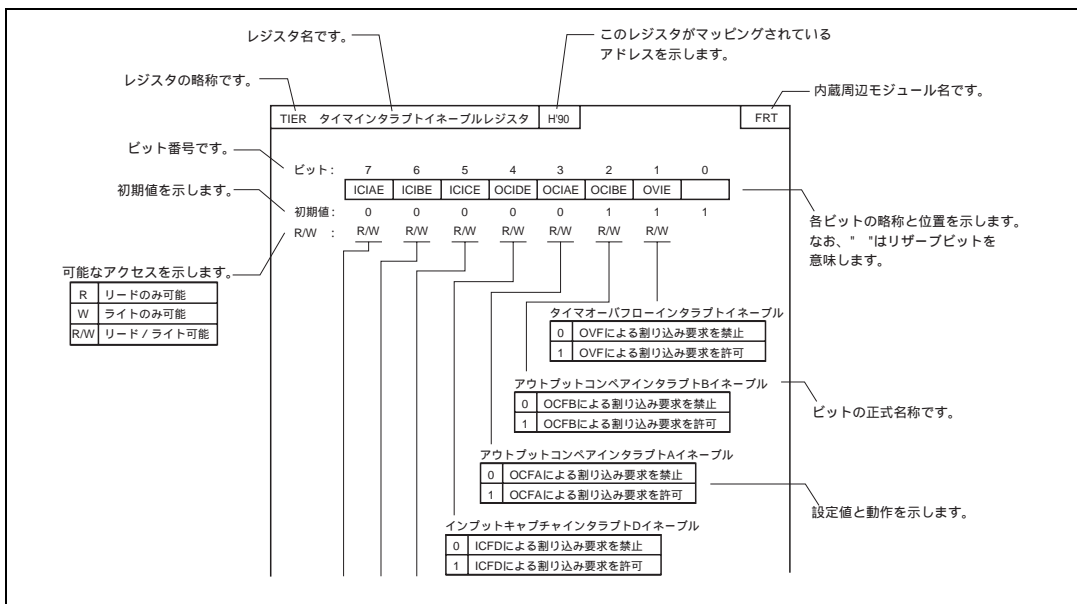 レジスタ名です。
このレジスタがマッピングされている
アドレスを示します。
レジスタの略称です。
内蔵周辺モジュール名です。
TIER タイマインタラプトイネーブルレジスタ H'90 FRT
ビット番号です。
ビット： 7 6 5 4 3 2 1 0
ICIAE ICIBE ICICE OCIDE OCIAE OCIBE OVIE
初期値を示します。
初期値： 0 0 0 0 0 1 1 1
R/W ： R/W R/W R/W R/W R/W R/W R/W
各ビットの略称と位置を示します。
なお、" "はリザーブビットを
意味します。
可能なアクセスを示します。
R リードのみ可能
W ライトのみ可能
R/W リード／ライト可能
タイマオーバフローインタラプトイネーブル
0 OVFによる割り込み要求を禁止
1 OVFによる割り込み要求を許可
アウトプットコンペアインタラプトBイネーブル
0 OCFBによる割り込み要求を禁止
1 OCFBによる割り込み要求を許可
ビットの正式名称です。
アウトプットコンペアインタラプトAイネーブル
0 OCFAによる割り込み要求を禁止
1 OCFAによる割り込み要求を許可
設定値と動作を示します。
インプットキャプチャインタラプトDイネーブル
0 ICFDによる割り込み要求を禁止
1 ICFDによる割り込み要求を許可